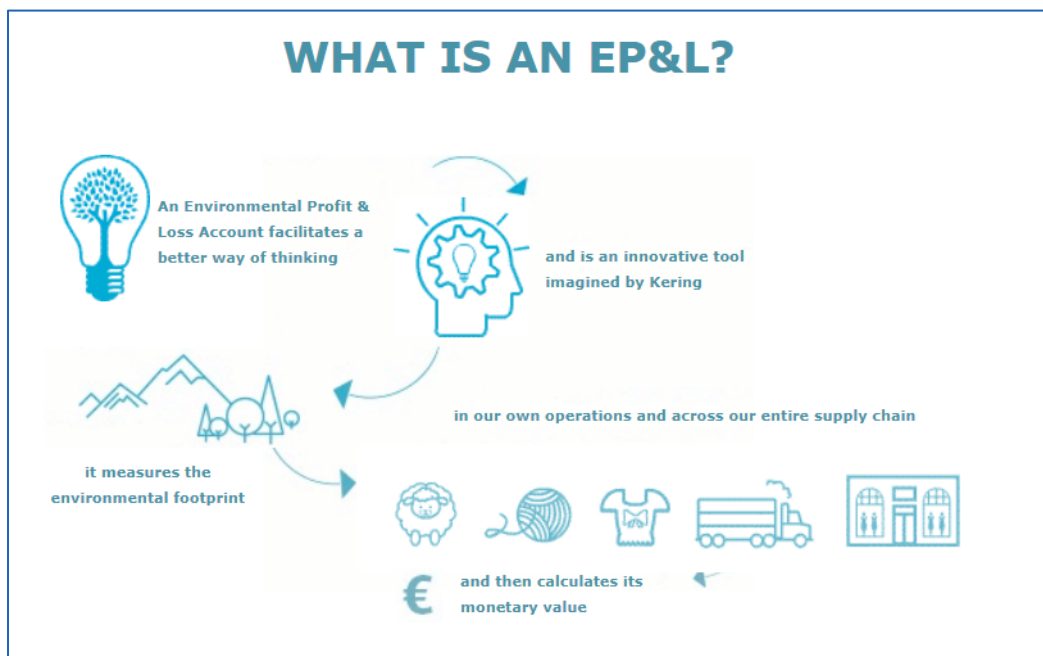 WHAT IS AN EP&L?
An Environmental Profit &
Loss Account facilitates a
better way of thinking
and is an innovative tool
imagined by Kering
it measures the
environmental footprint
in our own operations and across our entire supply chain
€
and then calculates its
monetary value